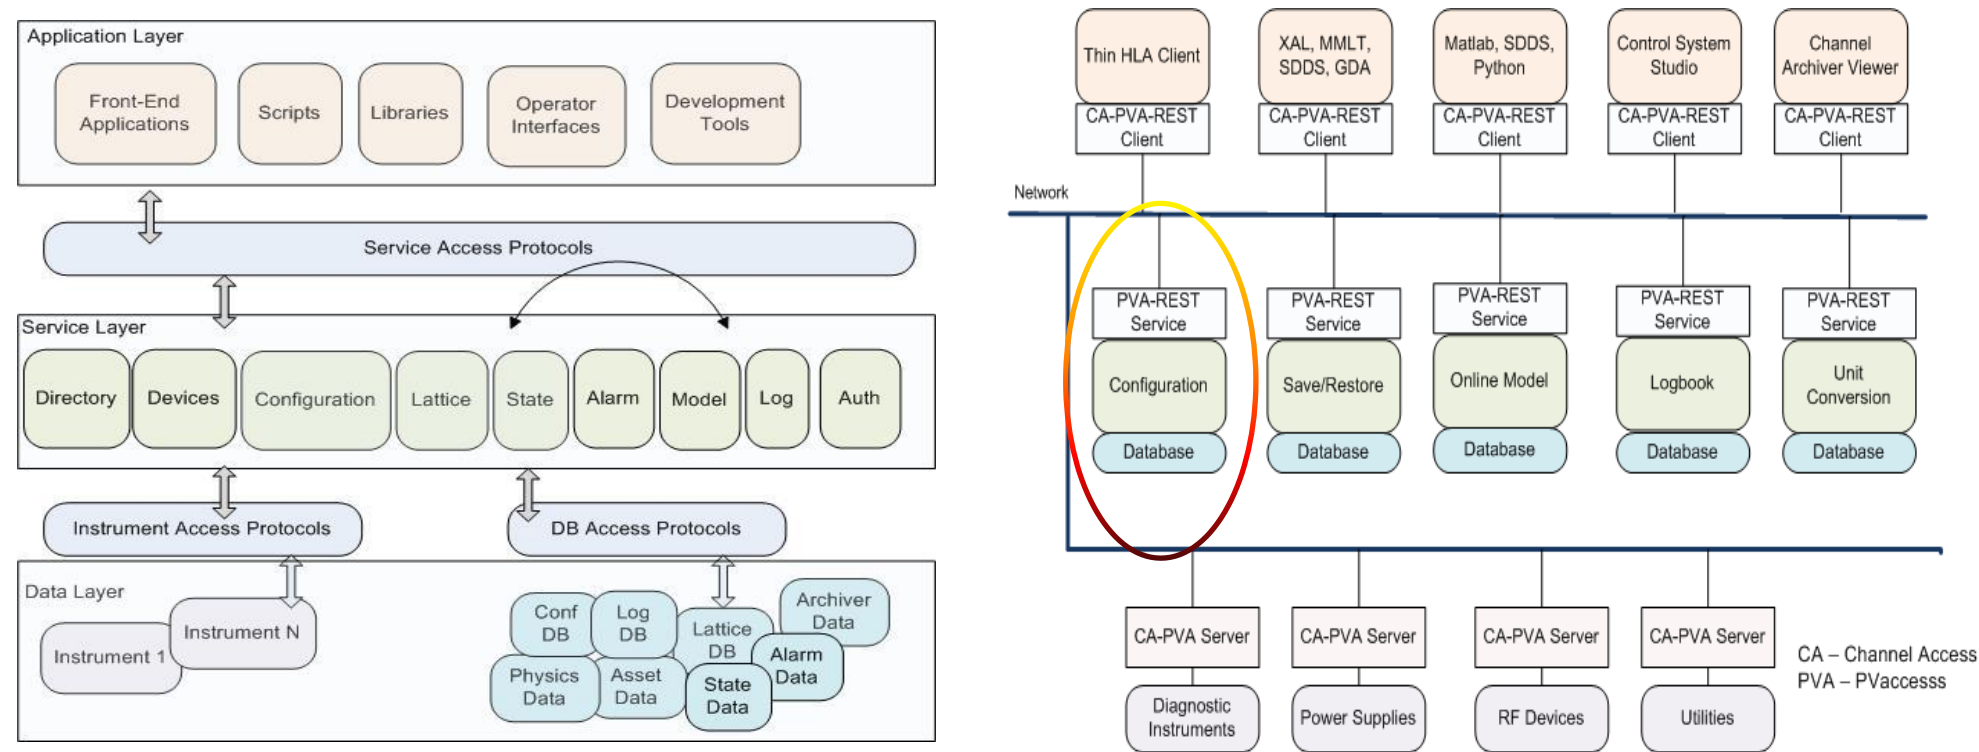 Application Layer
Front-End
Applications
Scripts
Libraries
Operator
Interfaces
Development
Tools
Service Access Protocols
Service Layer
Directory
Devices
Configuration
Lattice
State
Alarm
Model
Log
Auth
Instrument Access Protocols
DB Access Protocols
Data Layer
Instrument 1
Instrument N
Conf
DB
Log
DB
Lattice
DB
Archiver
Data
Physics
Data
Asset
Data
State
Data
Alarm
Data
Thin HLA Client
XAL, MMLT,
SDDS, GDA
Matlab, SDDS,
Python
Control System
Studio
Channel
Archiver Viewer
CA-PVA-REST
Client
CA-PVA-REST
Client
CA-PVA-REST
Client
CA-PVA-REST
Client
CA-PVA-REST
Client
Network
PVA-REST
Service
PVA-REST
Service
PVA-REST
Service
PVA-REST
Service
PVA-REST
Service
Configuration
Save/Restore
Online Model
Logbook
Unit
Conversion
Database
Database
Database
Database
Database
CA-PVA Server
CA-PVA Server
CA-PVA Server
CA-PVA Server
Diagnostic
Instruments
Power Supplies
RF Devices
Utilities
CA – Channel Access
PVA – PVaccesss